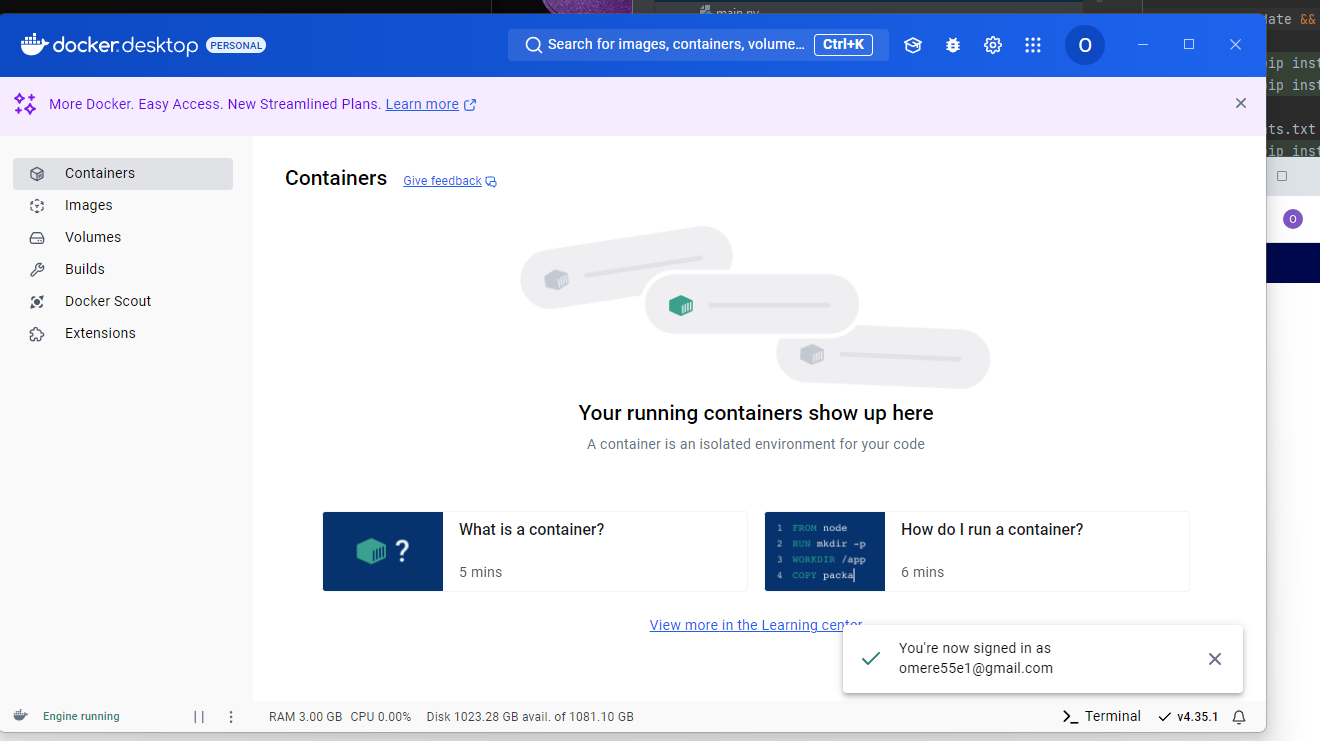 main.py
date &&
docker.desktop PERSONAL
Search for images, containers, volume... Ctrl+K
O
ip inst
ip inst
More Docker. Easy Access. New Streamlined Plans. Learn more
ts.txt
ip inst
Containers
Images
Volumes
Builds
Docker Scout
Extensions
Containers Give feedback
O
Your running containers show up here
A container is an isolated environment for your code
?
What is a container?
5 mins
1 FROM node
2 RUN mkdir -p
3 WORKDIR /app
4 COPY packa
How do I run a container?
6 mins
View more in the Learning center
You're now signed in as
omere55e1@gmail.com
Engine running
RAM 3.00 GB CPU 0.00% Disk 1023.28 GB avail. of 1081.10 GB
Terminal
v4.35.1